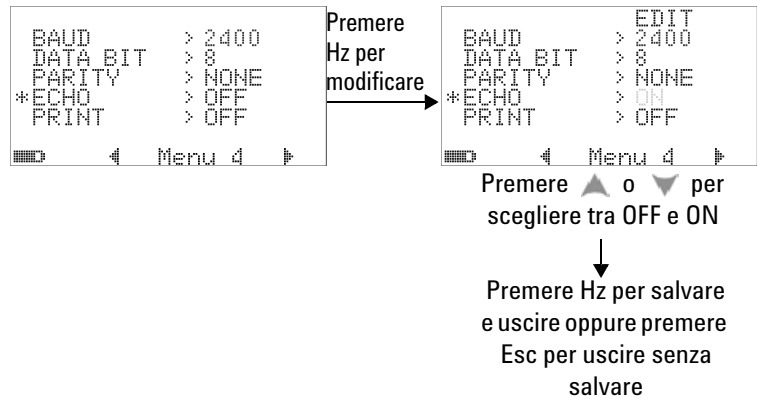 BAUD > 2400
DATA BIT > 8
PARITY > NONE
*ECHO > OFF
PRINT > OFF
Menu 4
Premere
Hz per
modificare
EDIT
BAUD > 2400
DATA BIT > 8
PARITY > NONE
*ECHO > ON
PRINT > OFF
Menu 4
Premere o per
scegliere tra OFF e ON
Premere Hz per salvare
e uscire oppure premere
Esc per uscire senza
salvare